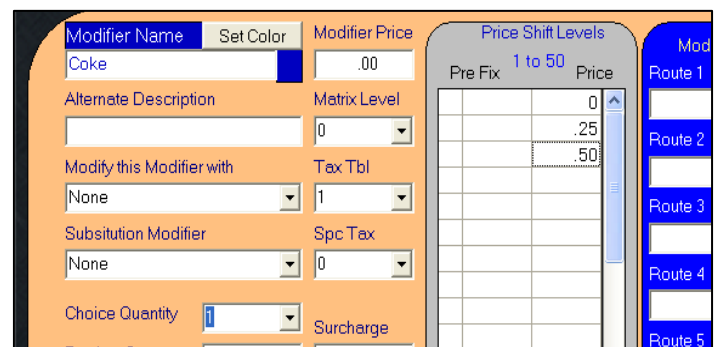 Modifier Name
Set Color
Coke
Alternate Description
Modify this Modifier with
None
Subsitution Modifier
None
Choice Quantity
1
Modifier Price
.00
Matrix Level
0
Tax Tbl
1
Spc Tax
0
Surcharge
Price Shift Levels
1 to 50
Pre Fix
Price
0
.25
.50
Mod
Route 1
Route 2
Route 3
Route 4
Route 5